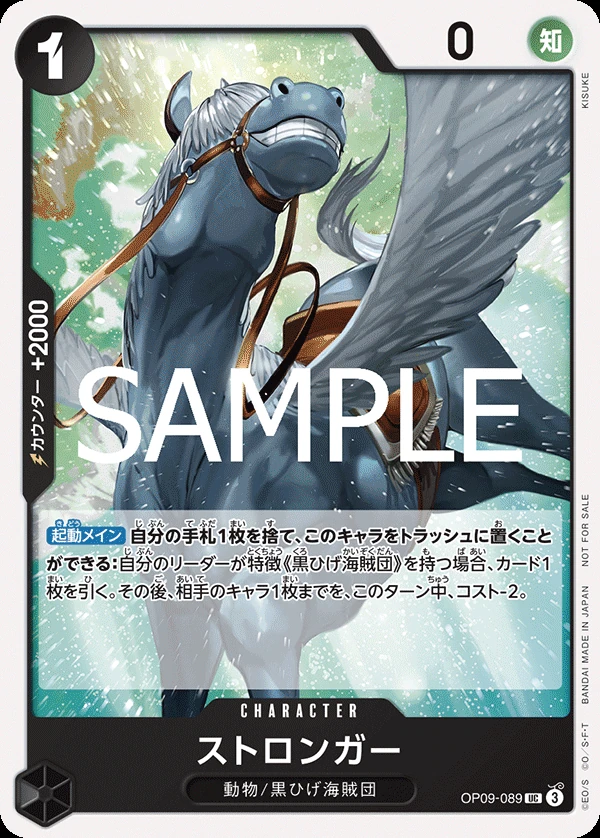 1
0
知
KISUKE
カウンター +2000
SAMPLE
起動メイン 自分の手札1枚を捨て、このキャラをトラッシュに置くこと
ができる:自分のリーダーが特徴《黒ひげ海賊団》を持つ場合、カード1
枚を引く。その後、相手のキャラ1枚までを、このターン中、コスト-2。
CHARACTER
ストロンガー
動物/黒ひげ海賊団
OP09-089 UC 3
©E.O/S ©O/S・F・T BANDAI MADE IN JAPAN NOT FOR SALE